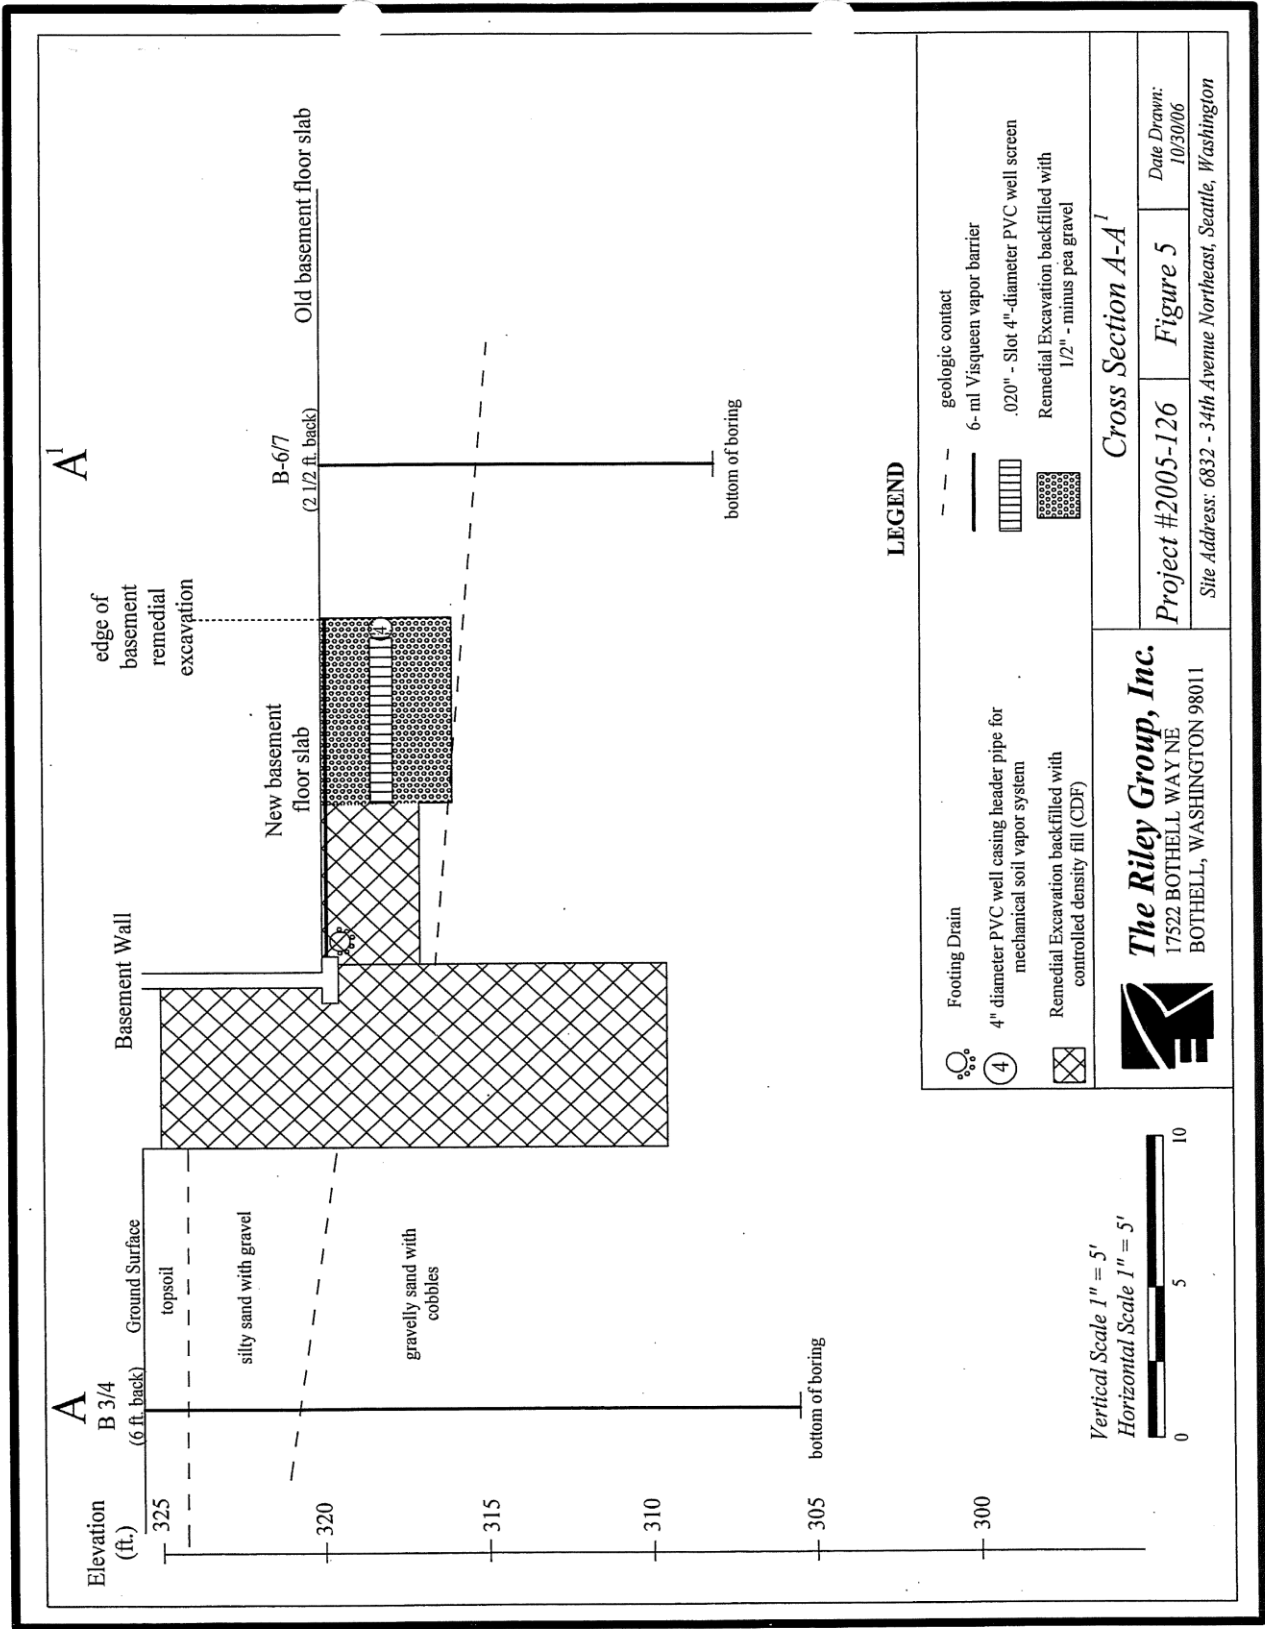 A
A1
B 3/4
(6 ft. back)
Ground Surface
Basement Wall
New basement
floor slab
edge of
basement
remedial
excavation
B-6/7
(2 1/2 ft. back)
Old basement floor slab
Elevation
(ft.)
325
320
315
310
305
300
topsoil
silty sand with gravel
gravelly sand with
cobbles
4
bottom of boring
bottom of boring
LEGEND
Footing Drain
4
4" diameter PVC well casing header pipe for
mechanical soil vapor system
Remedial Excavation backfilled with
controlled density fill (CDF)
geologic contact
6- ml Visqueen vapor barrier
.020" - Slot 4"-diameter PVC well screen
Remedial Excavation backfilled with
1/2" - minus pea gravel
Vertical Scale 1" = 5'
Horizontal Scale 1" = 5'
0
5
10
The Riley Group, Inc.
17522 BOTHELL WAY NE
BOTHELL, WASHINGTON 98011
Cross Section A-A1
Project #2005-126
Figure 5
Date Drawn:
10/30/06
Site Address: 6832 - 34th Avenue Northeast, Seattle, Washington